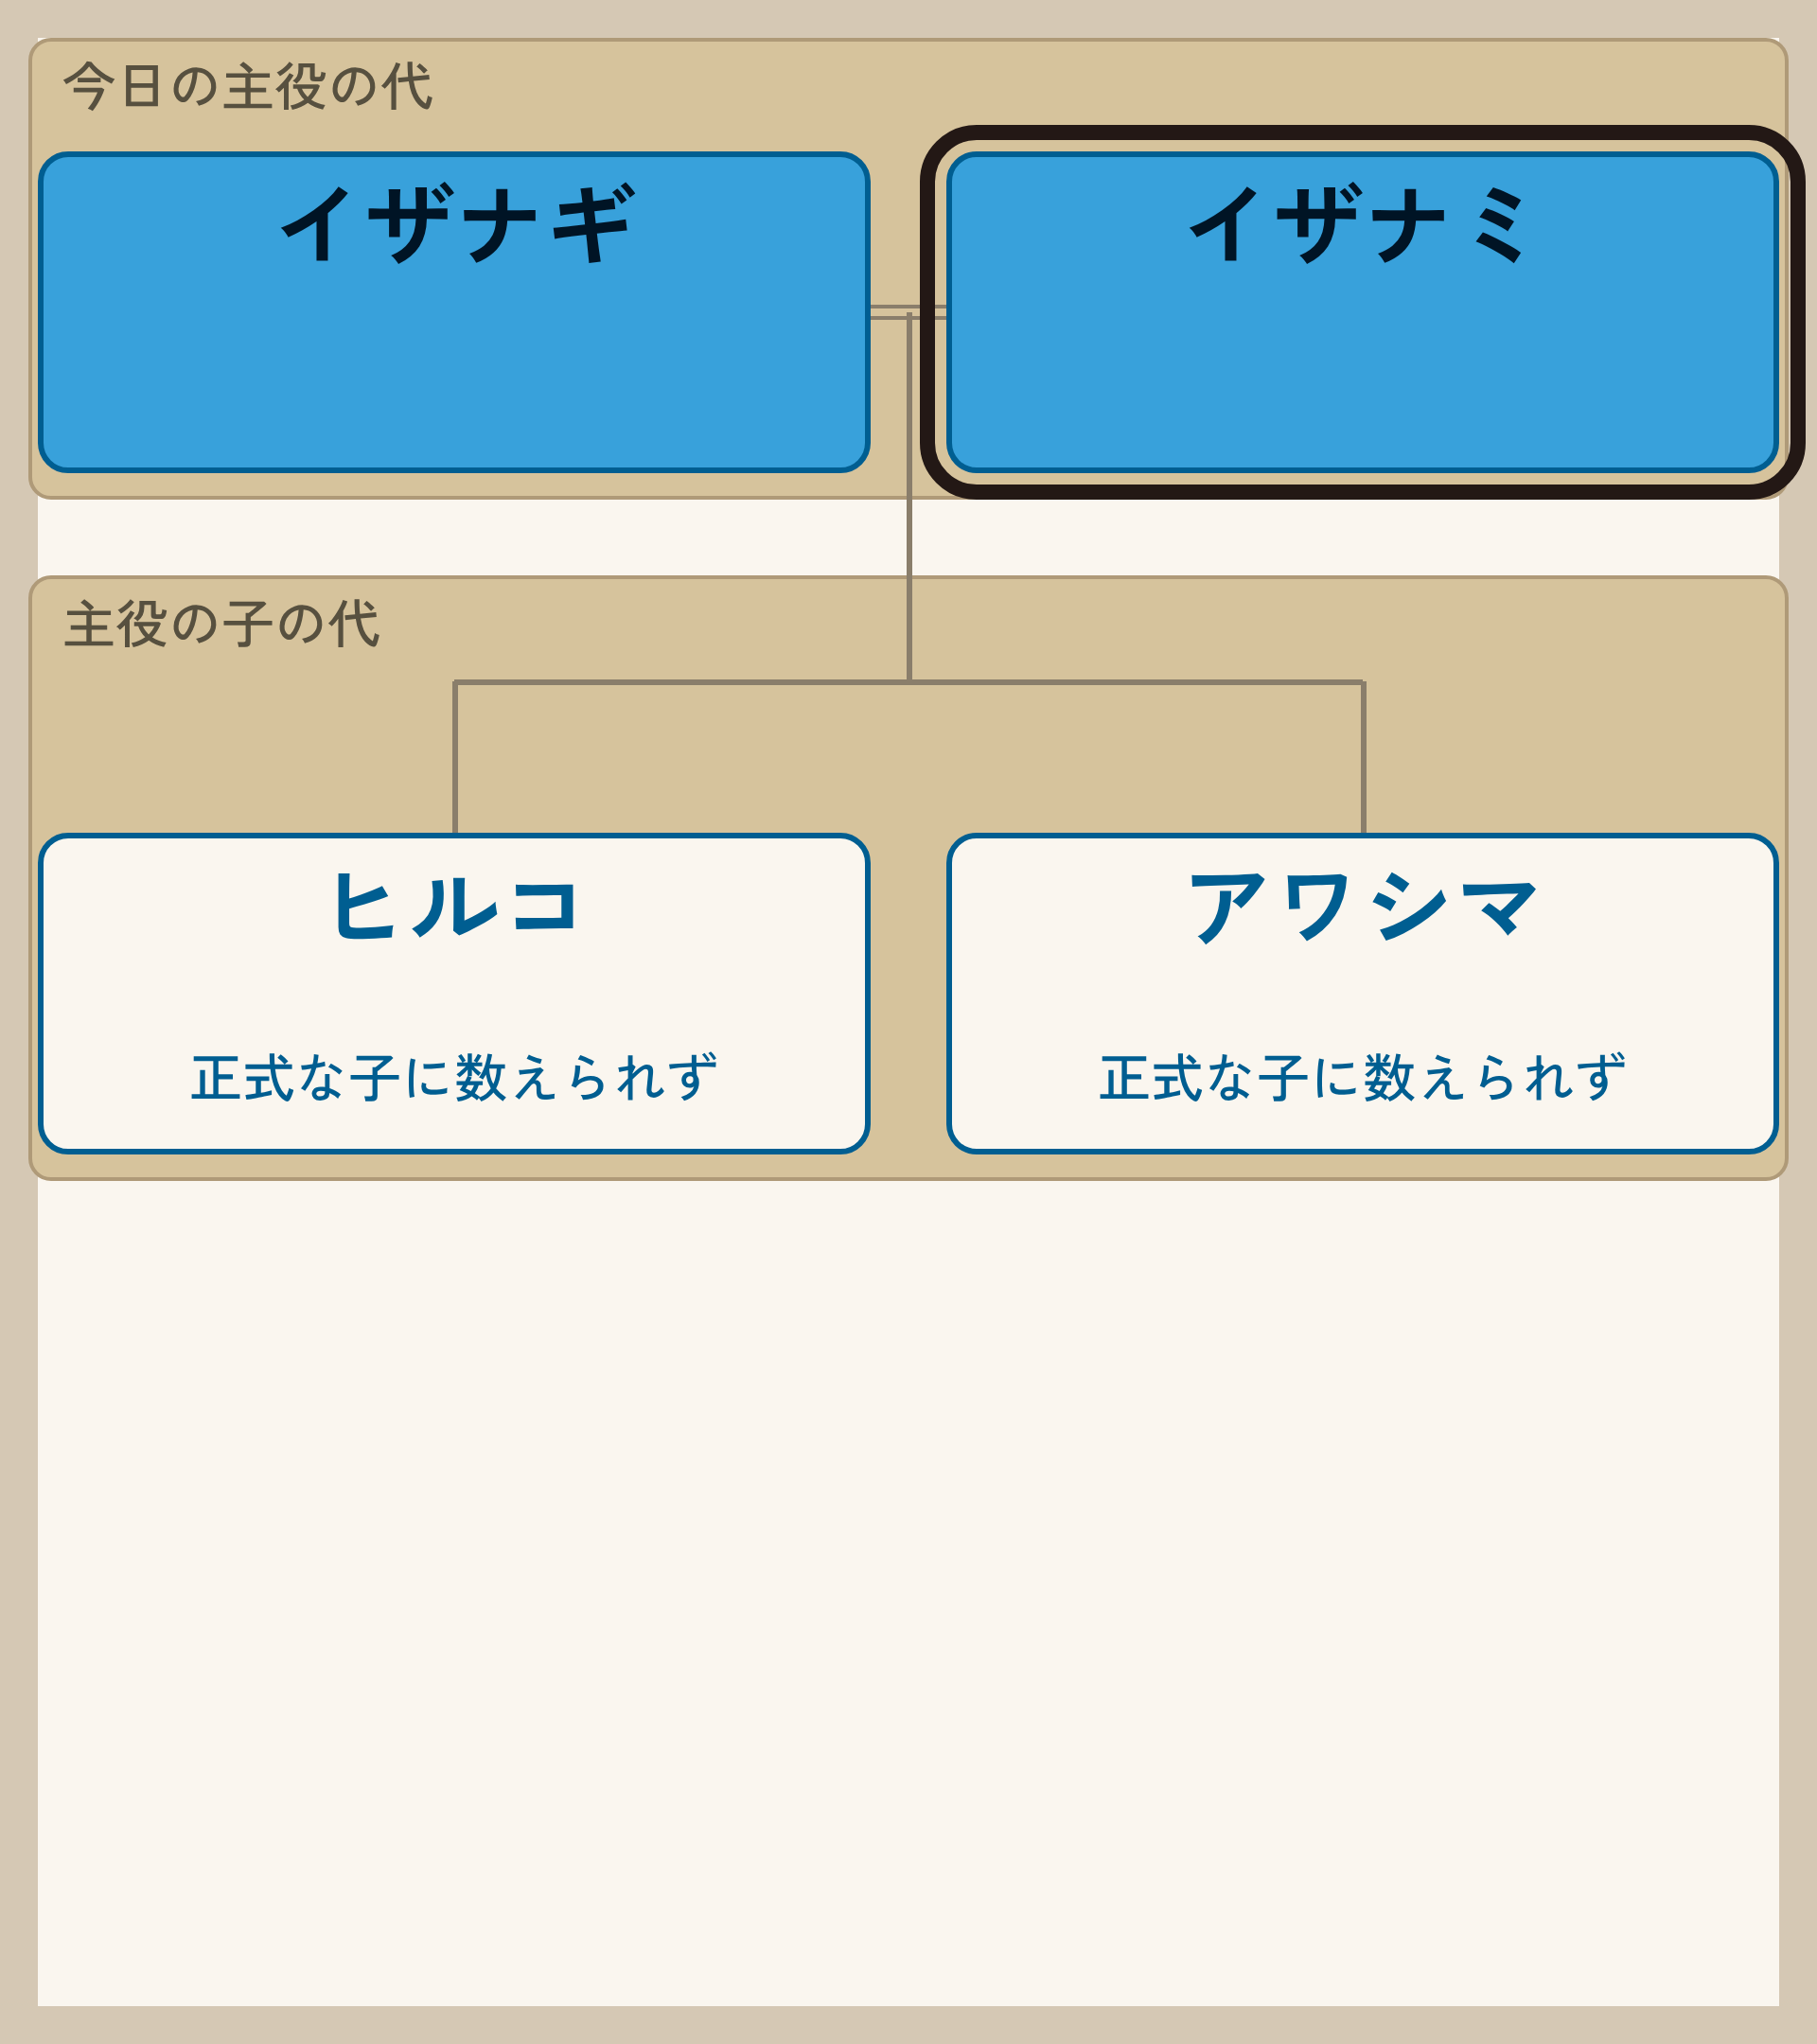 今日の主役の代
イザナギ
イザナミ
主役の子の代
ヒルコ
アワシマ
正式な子に数えられず
正式な子に数えられず